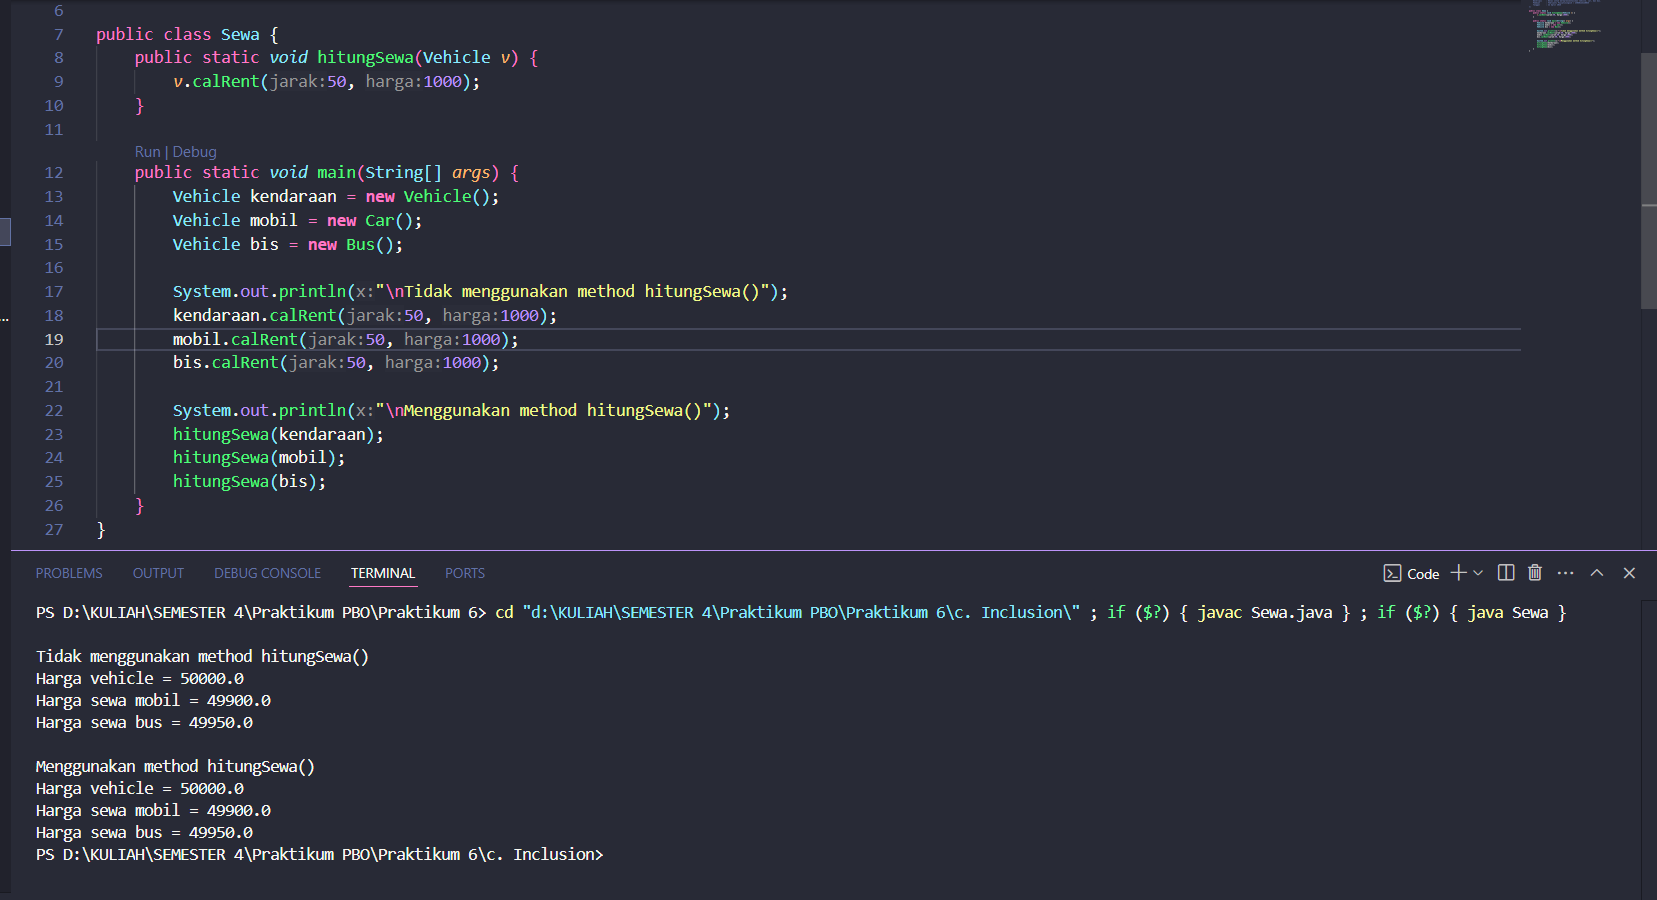 6
7 public class Sewa {
8 public static void hitungSewa(Vehicle v) {
9 v.calRent(jarak:50, harga:1000);
10 }
11
Run | Debug
12 public static void main(String[] args) {
13 Vehicle kendaraan = new Vehicle();
14 Vehicle mobil = new Car();
15 Vehicle bis = new Bus();
16
17 System.out.println(x:"\nTidak menggunakan method hitungSewa()");
18 kendaraan.calRent(jarak:50, harga:1000);
19 mobil.calRent(jarak:50, harga:1000);
20 bis.calRent(jarak:50, harga:1000);
21
22 System.out.println(x:"\nMenggunakan method hitungSewa()");
23 hitungSewa(kendaraan);
24 hitungSewa(mobil);
25 hitungSewa(bis);
26 }
27 }
PROBLEMS OUTPUT DEBUG CONSOLE TERMINAL PORTS Code
PS D:\KULIAH\SEMESTER 4\Praktikum PBO\Praktikum 6> cd "d:\KULIAH\SEMESTER 4\Praktikum PBO\Praktikum 6\c. Inclusion\" ; if ($?) { javac Sewa.java } ; if ($?) { java Sewa }
Tidak menggunakan method hitungSewa()
Harga vehicle = 50000.0
Harga sewa mobil = 49900.0
Harga sewa bus = 49950.0
Menggunakan method hitungSewa()
Harga vehicle = 50000.0
Harga sewa mobil = 49900.0
Harga sewa bus = 49950.0
PS D:\KULIAH\SEMESTER 4\Praktikum PBO\Praktikum 6\c. Inclusion>